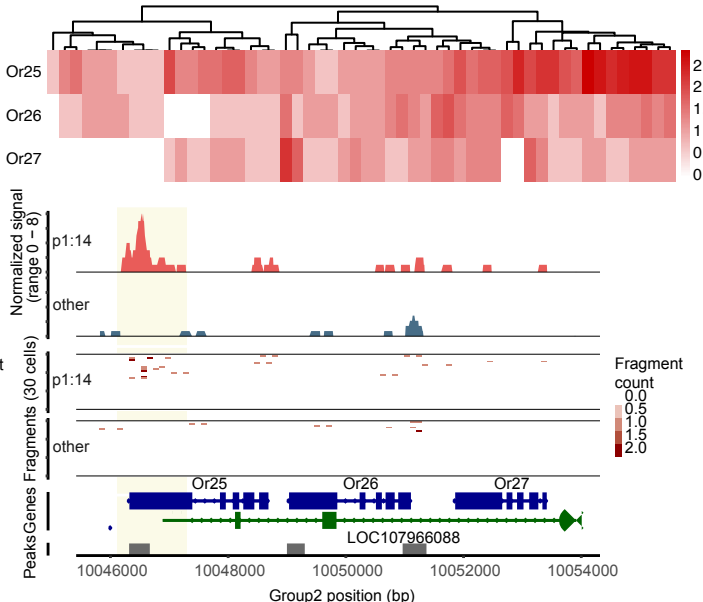 Or25
Or26
Or27
2
2
1
1
0
0
Normalized signal
(range 0 – 8)
p1:14
other
Fragments (30 cells)
p1:14
other
t
Fragment
count
0.0
0.5
1.0
1.5
2.0
Genes
Or25
Or26
Or27
LOC107966088
Peaks
10046000
10048000
10050000
10052000
10054000
Group2 position (bp)